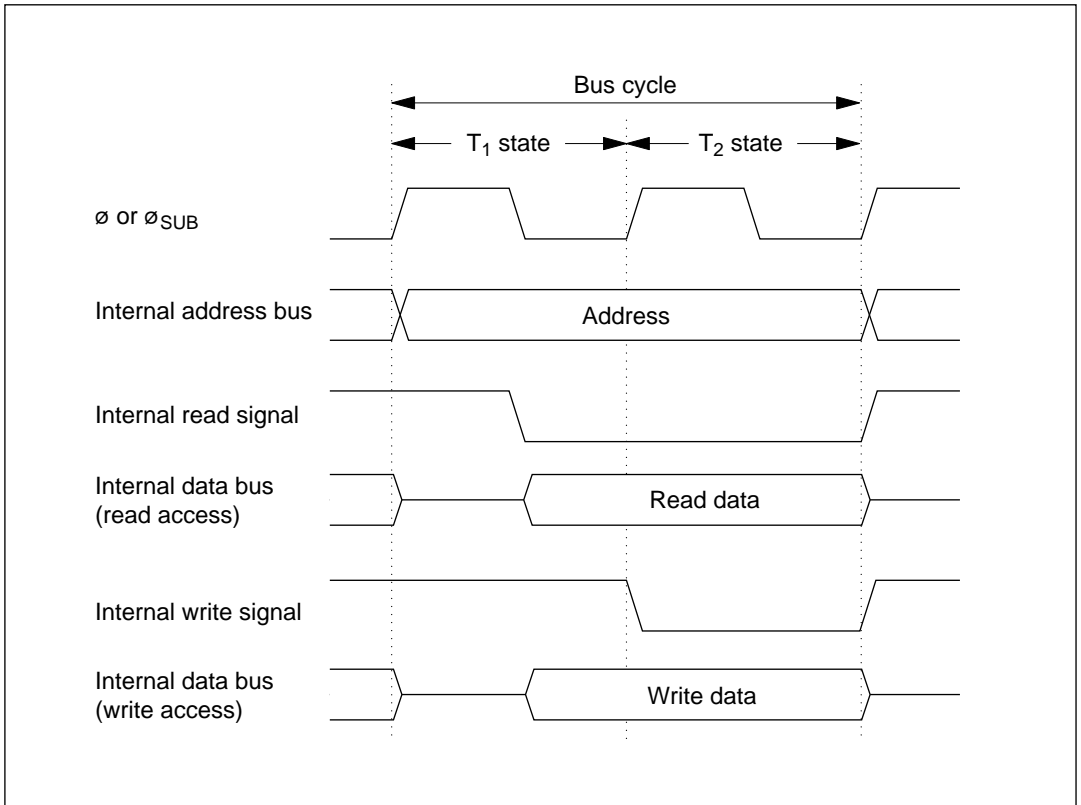 Bus cycle
T₁ state
T₂ state
ø or ø_SUB
Internal address bus
Address
Internal read signal
Internal data bus
(read access)
Read data
Internal write signal
Internal data bus
(write access)
Write data